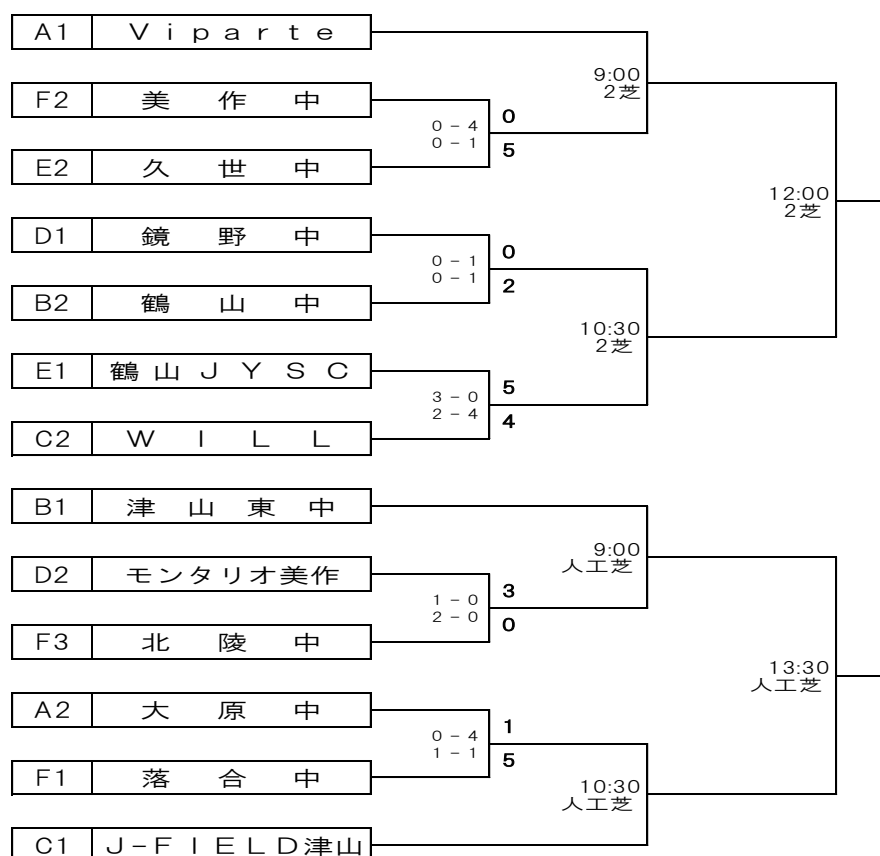 A1 Viparte
9:00
2芝
F2 美作中
0-4
0-1
0
5
E2 久世中
12:00
2芝
D1 鏡野中
0-1
0-1
0
2
B2 鶴山中
10:30
2芝
E1 鶴山JYSC
3-0
2-4
5
4
C2 WILL
B1 津山東中
9:00
人工芝
D2 モンタリオ美作
1-0
2-0
3
0
F3 北陵中
13:30
人工芝
A2 大原中
0-4
1-1
1
5
F1 落合中
10:30
人工芝
C1 J-FIELD津山